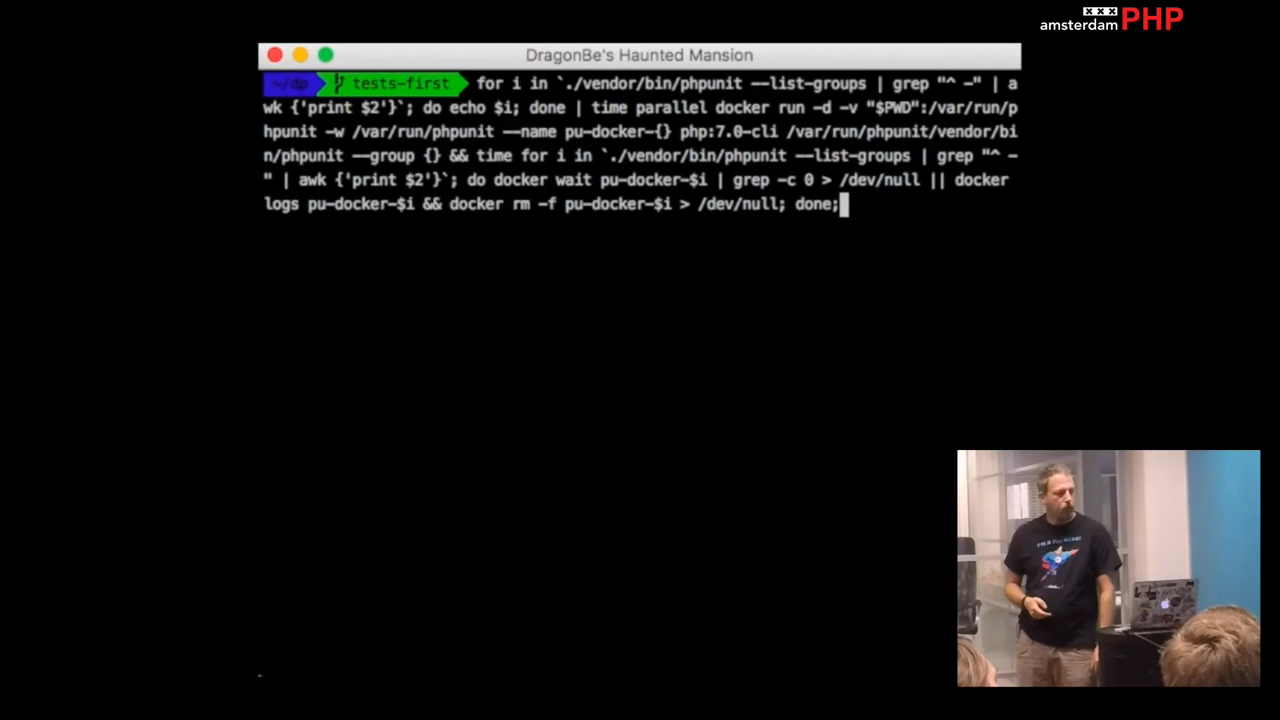 xxx
amsterdamPHP
DragonBe's Haunted Mansion
~/dp tests-first for i in `./vendor/bin/phpunit --list-groups | grep "^ -" | a
wk {'print $2'}`; do echo $i; done | time parallel docker run -d -v "$PWD":/var/run/p
hpunit -w /var/run/phpunit --name pu-docker-{} php:7.0-cli /var/run/phpunit/vendor/bi
n/phpunit --group {} && time for i in `./vendor/bin/phpunit --list-groups | grep "^ -
" | awk {'print $2'}`; do docker wait pu-docker-$i | grep -c 0 > /dev/null || docker
logs pu-docker-$i && docker rm -f pu-docker-$i > /dev/null; done;